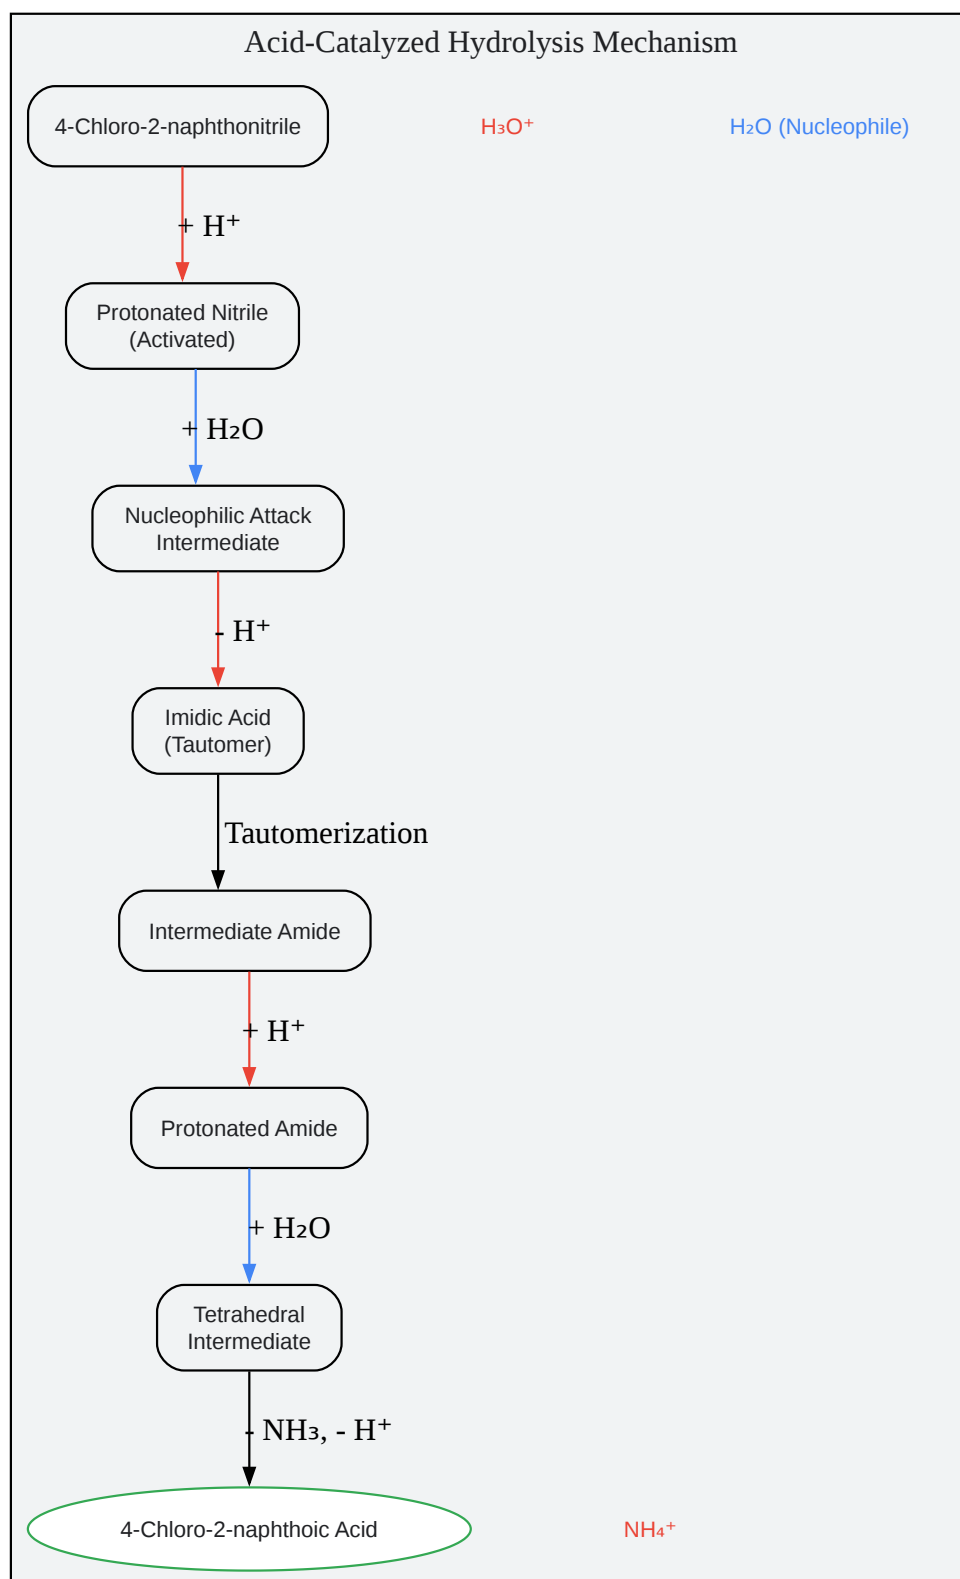 Acid-Catalyzed Hydrolysis Mechanism
4-Chloro-2-naphthonitrile
H₃O⁺
H₂O (Nucleophile)
+ H⁺
Protonated Nitrile
(Activated)
+ H₂O
Nucleophilic Attack
Intermediate
- H⁺
Imidic Acid
(Tautomer)
Tautomerization
Intermediate Amide
+ H⁺
Protonated Amide
+ H₂O
Tetrahedral
Intermediate
- NH₃, - H⁺
4-Chloro-2-naphthoic Acid
NH₄⁺